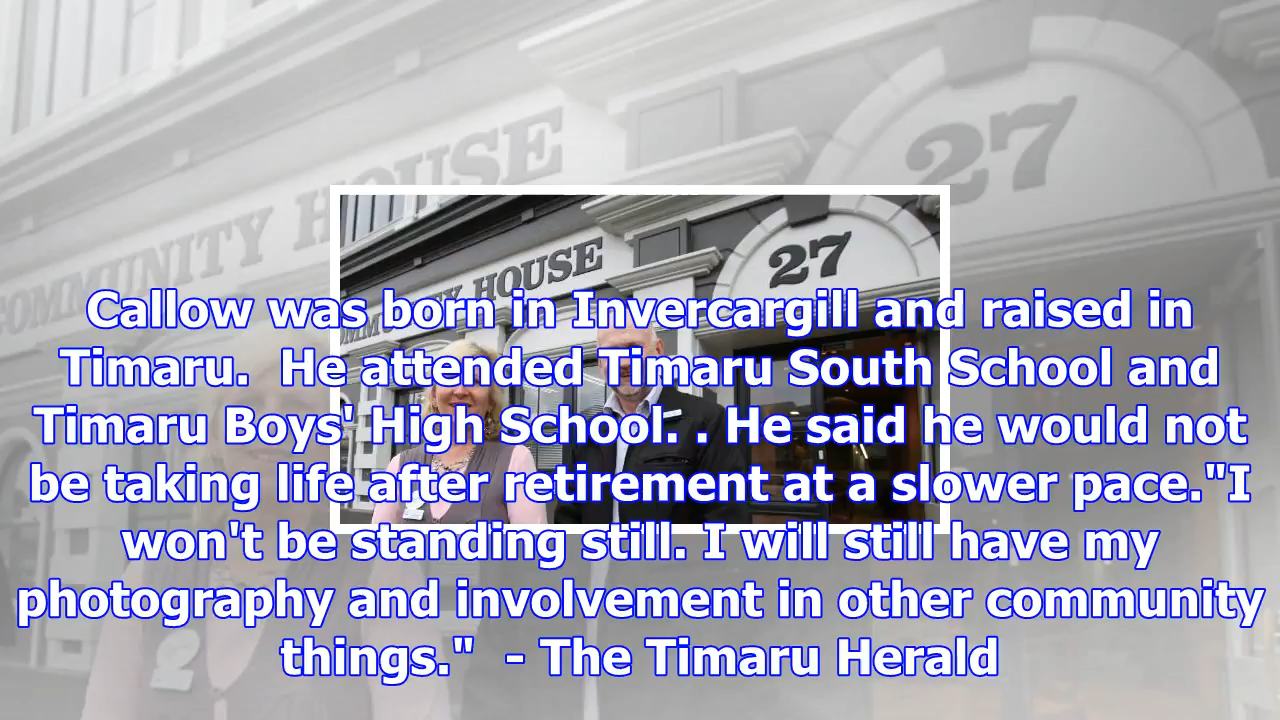 COMMUNITY HOUSE
27
COMMUNITY HOUSE
27
Callow was born in Invercargill and raised in
Timaru.  He attended Timaru South School and
Timaru Boys' High School. . He said he would not
be taking life after retirement at a slower pace."I
won't be standing still. I will still have my
photography and involvement in other community
things."  - The Timaru Herald